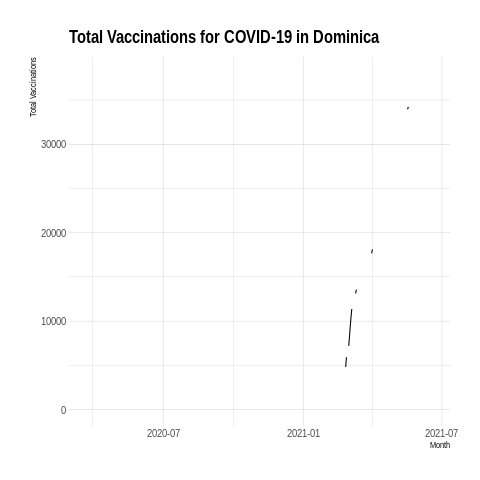 Total Vaccinations for COVID-19 in Dominica
Total Vaccinations
30000
20000
10000
0
2020-07
2021-01
2021-07
Month